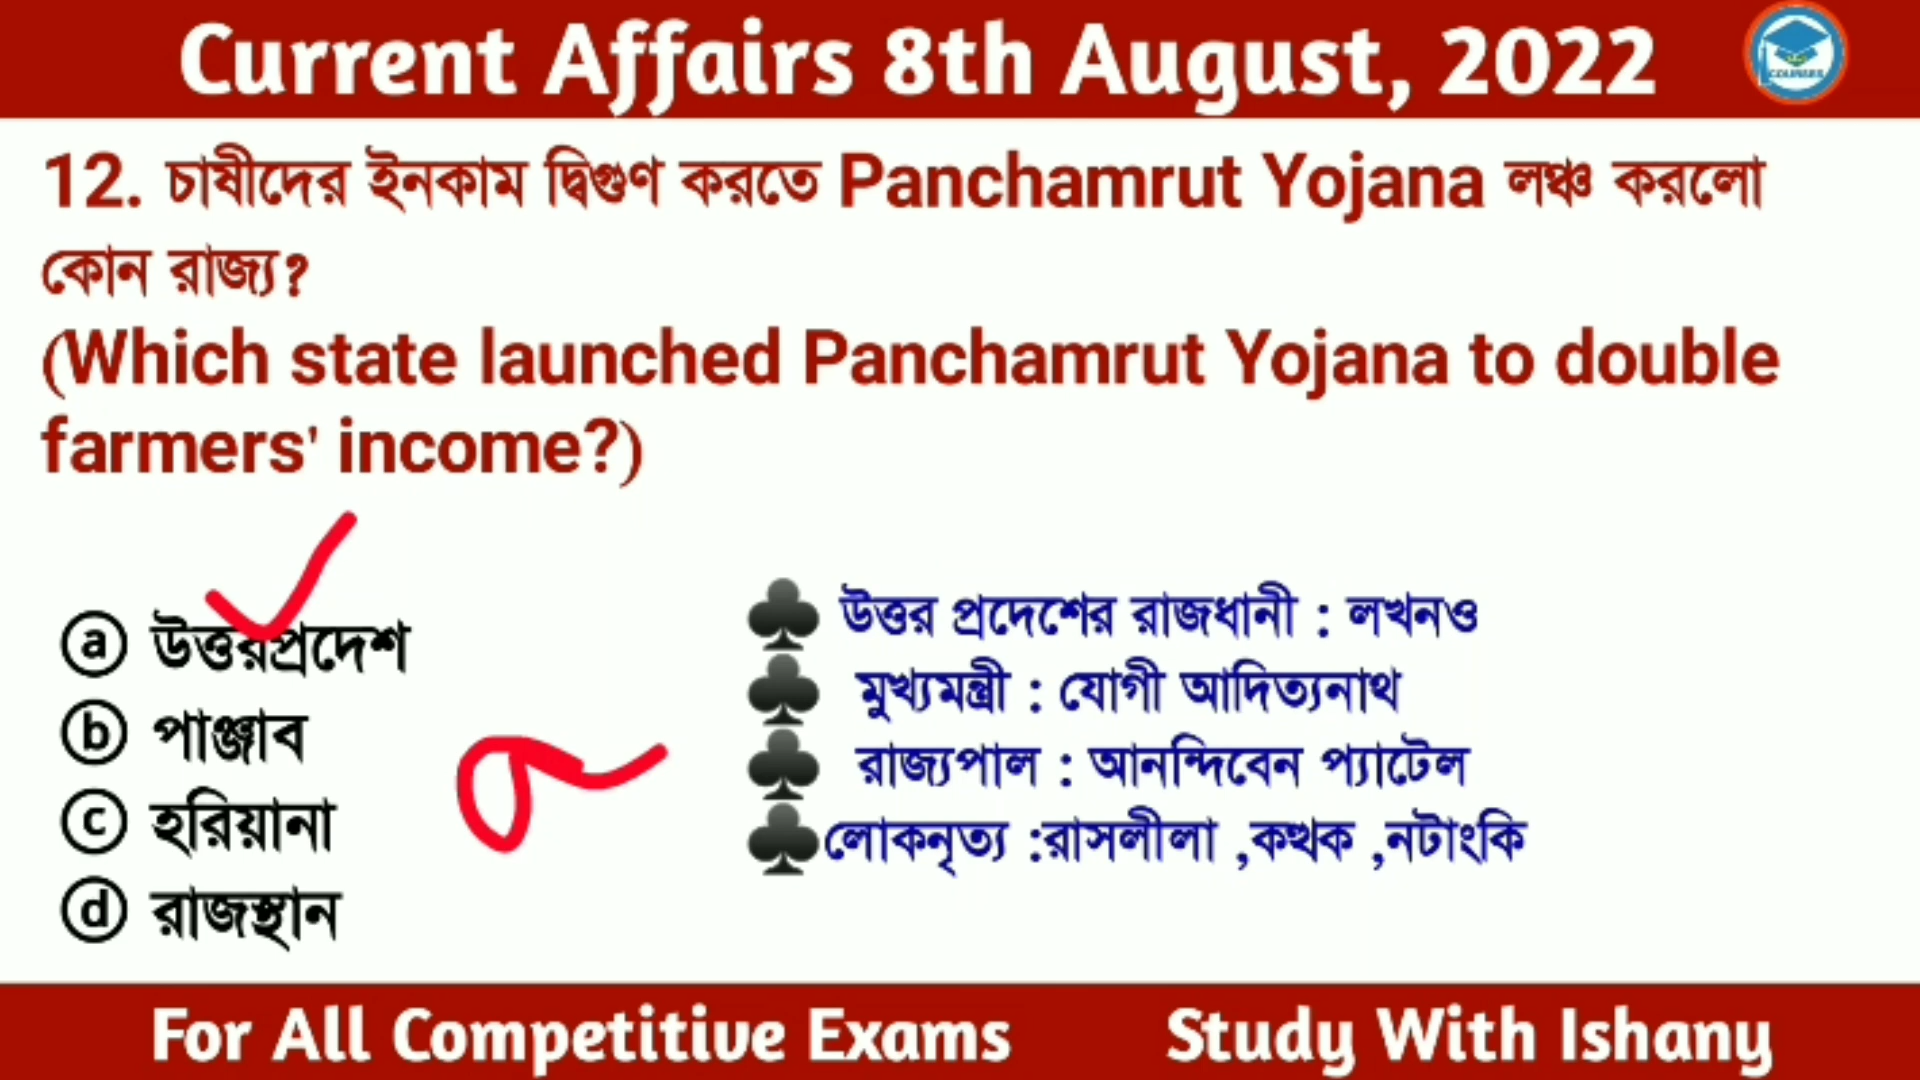 Current Affairs 8th August, 2022
COURSES
12. চাষীদের ইনকাম দ্বিগুণ করতে Panchamrut Yojana লঞ্চ করলো
কোন রাজ্য?
(Which state launched Panchamrut Yojana to double
farmers' income?)
ⓐ উত্তরপ্রদেশ
ⓑ পাঞ্জাব
ⓒ হরিয়ানা
ⓓ রাজস্থান
♣ উত্তর প্রদেশের রাজধানী : লখনও
♣ মুখ্যমন্ত্রী : যোগী আদিত্যনাথ
♣ রাজ্যপাল : আনন্দিবেন প্যাটেল
♣লোকনৃত্য :রাসলীলা ,কত্থক ,নটাংকি
For All Competitive Exams
Study With Ishany